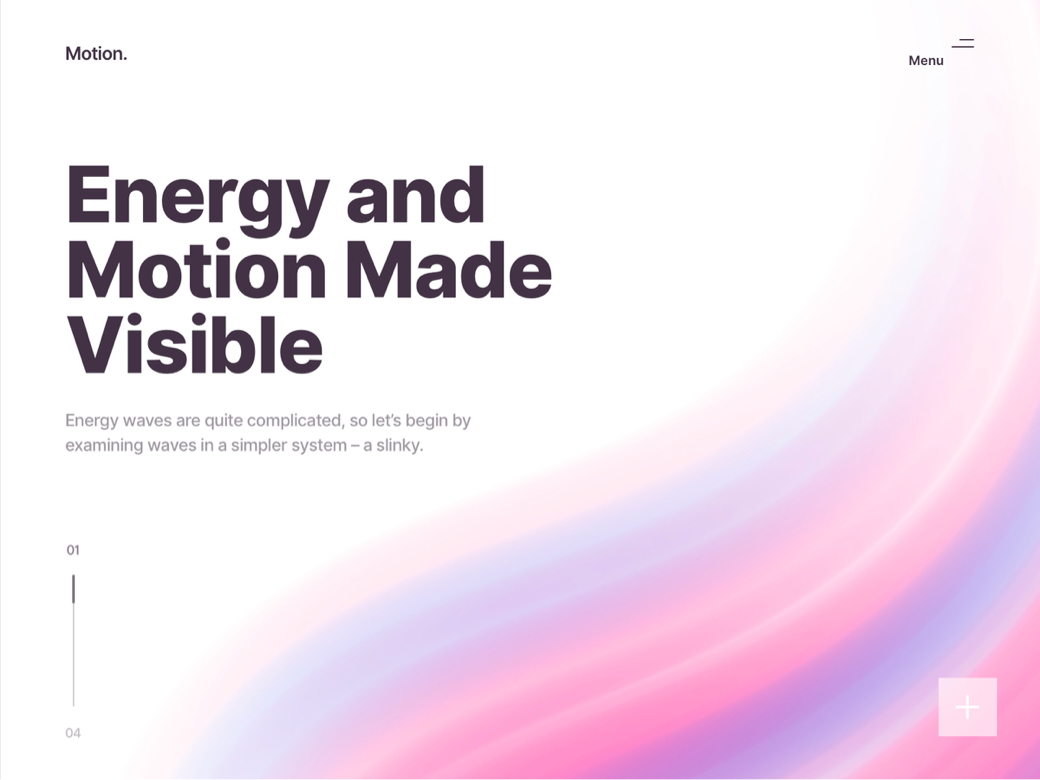 Motion.
Menu
Energy and
Motion Made
Visible
Energy waves are quite complicated, so let’s begin by
examining waves in a simpler system – a slinky.
01
04